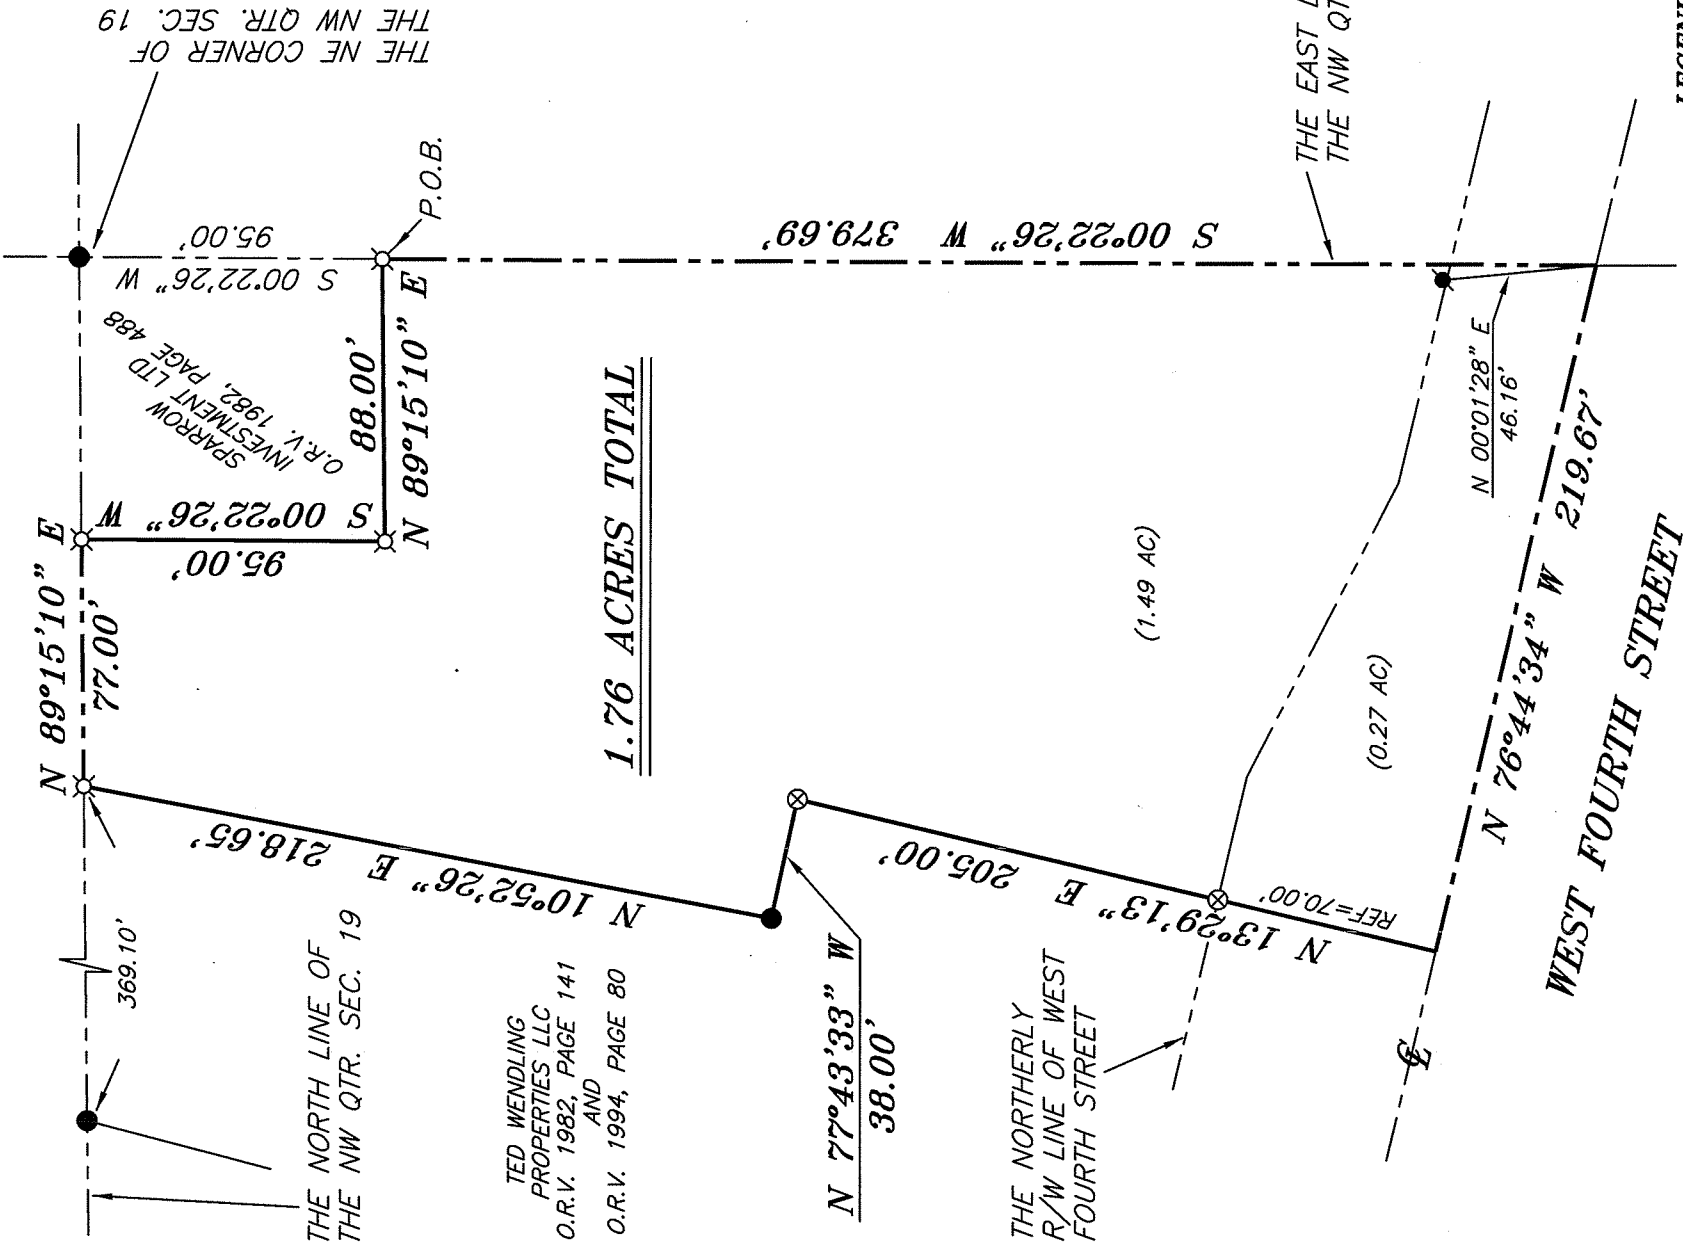 THE NE CORNER OF
THE NW QTR. SEC. 19
N 89°15'10" E
77.00'
S 00°22'26" W
95.00'
SPARROW
INVESTMENT LTD
O.R.V. 1982, PAGE 488
S 00°22'26" W
95.00'
P.O.B.
88.00'
N 89°15'10" E
S 00°22'26" W 379.69'
THE EAST
THE NW
369.10'
THE NORTH LINE OF
THE NW QTR. SEC. 19
N 10°52'26" E 218.65'
1.76 ACRES TOTAL
TED WENDLING
PROPERTIES LLC
O.R.V. 1982, PAGE 141
AND
O.R.V. 1994, PAGE 80
N 77°43'33" W
38.00'
N 13°29'13" E 205.00'
REF=70.00'
THE NORTHERLY
R/W LINE OF WEST
FOURTH STREET
(1.49 AC)
(0.27 AC)
N 00°01'28" E
46.16'
N 76°44'34" W 219.67'
WEST FOURTH STREET